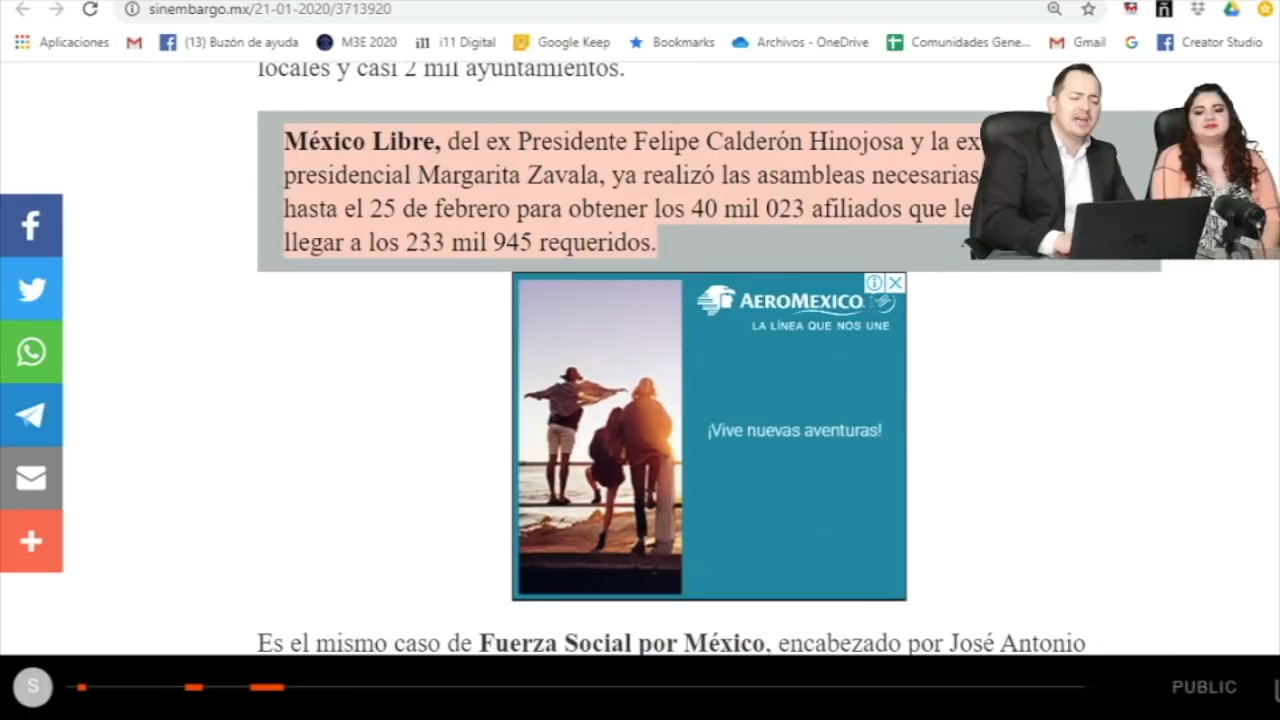 sinembargo.mx/21-01-2020/3713920
Aplicaciones
(13) Buzón de ayuda
M3E 2020
i11 Digital
Google Keep
Bookmarks
Archivos - OneDrive
Comunidades Gene...
Gmail
Creator Studio
locales y casi 2 mil ayuntamientos.
México Libre, del ex Presidente Felipe Calderón Hinojosa y la ex
presidencial Margarita Zavala, ya realizó las asambleas necesarias
hasta el 25 de febrero para obtener los 40 mil 023 afiliados que le
llegar a los 233 mil 945 requeridos.
AEROMEXICO
LA LÍNEA QUE NOS UNE
¡Vive nuevas aventuras!
Es el mismo caso de Fuerza Social por México, encabezado por José Antonio
S
PUBLIC